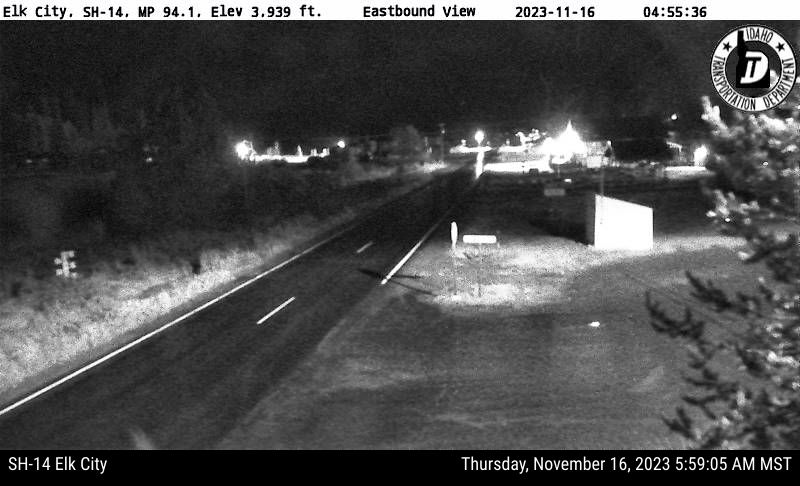 Elk City, SH-14, MP 94.1, Elev 3,939 ft. Eastbound View 2023-11-16 04:55:36
IDAHO
TRANSPORTATION DEPARTMENT
SH-14 Elk City Thursday, November 16, 2023 5:59:05 AM MST